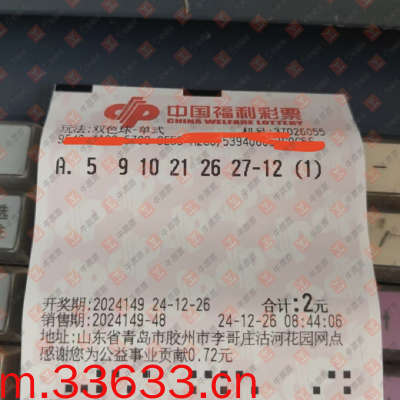 中国福利彩票
CHINA WELFARE LOTTERY
玩法:双色球-单式 机号:37026055
A. 5 9 10 21 26 27-12 (1)
开奖期:2024149 24-12-26 合计:2元
销售期:2024149-48 24-12-26 08:44:06
地址:山东省青岛市胶州市李哥庄沽河花园网点
感谢您为公益事业贡献0.72元
m.33633.cn